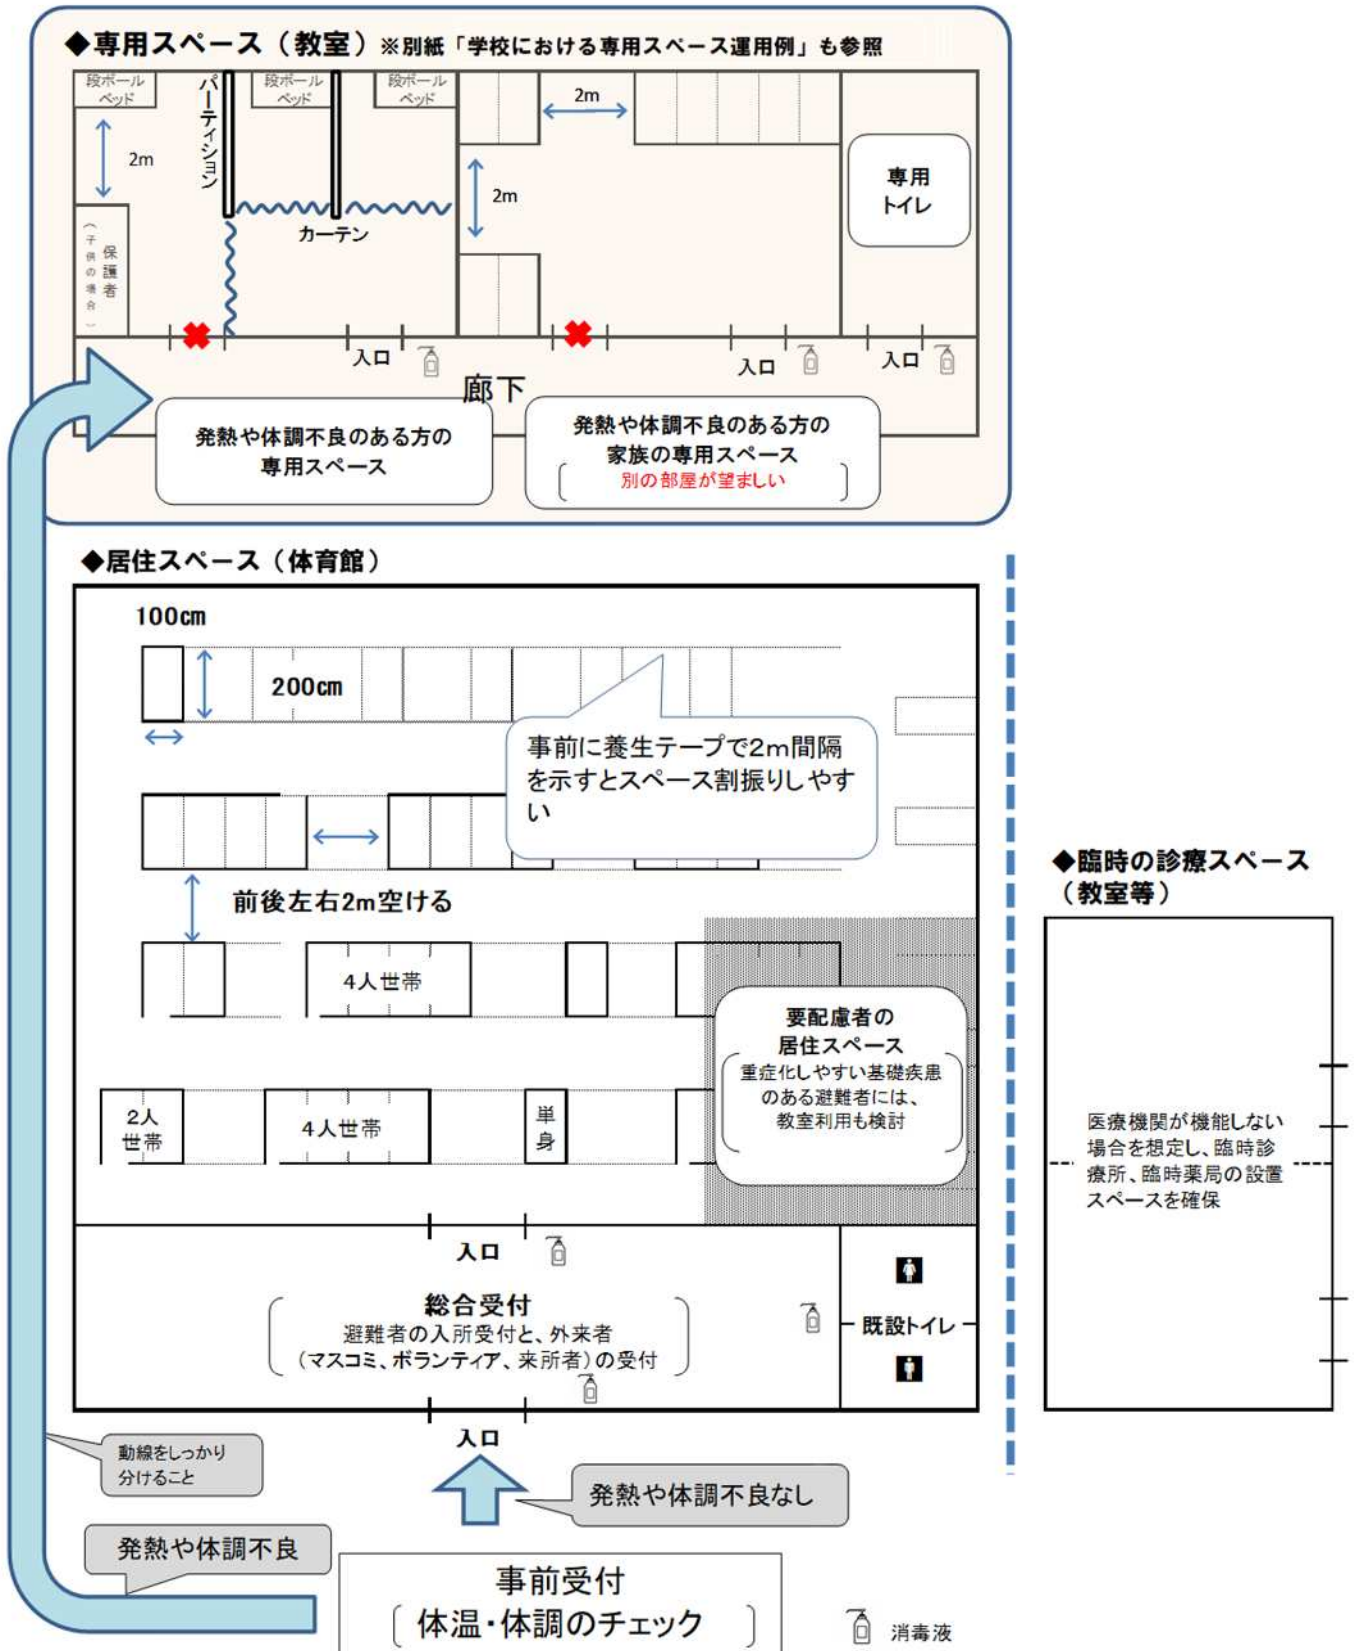 ◆専用スペース（教室）※別紙「学校における専用スペース運用例」も参照
段ボール
ベッド
パーティション
段ボール
ベッド
段ボール
ベッド
2m
2m
2m
専用
トイレ
カーテン
保護者
（子供の場合）
入口
入口
入口
廊下
発熱や体調不良のある方の
専用スペース
発熱や体調不良のある方の
家族の専用スペース
別の部屋が望ましい
◆居住スペース（体育館）
100cm
200cm
事前に養生テープで2m間隔
を示すとスペース割振りしやす
い
前後左右2m空ける
4人世帯
要配慮者の
居住スペース
重症化しやすい基礎疾患
のある避難者には、
教室利用も検討
2人
世帯
4人世帯
単身
入口
総合受付
避難者の入所受付と、外来者
（マスコミ、ボランティア、来所者）の受付
既設トイレ
入口
◆臨時の診療スペース
（教室等）
医療機関が機能しない
場合を想定し、臨時診
療所、臨時薬局の設置
スペースを確保
動線をしっかり
分けること
発熱や体調不良なし
発熱や体調不良
事前受付
体温・体調のチェック
消毒液